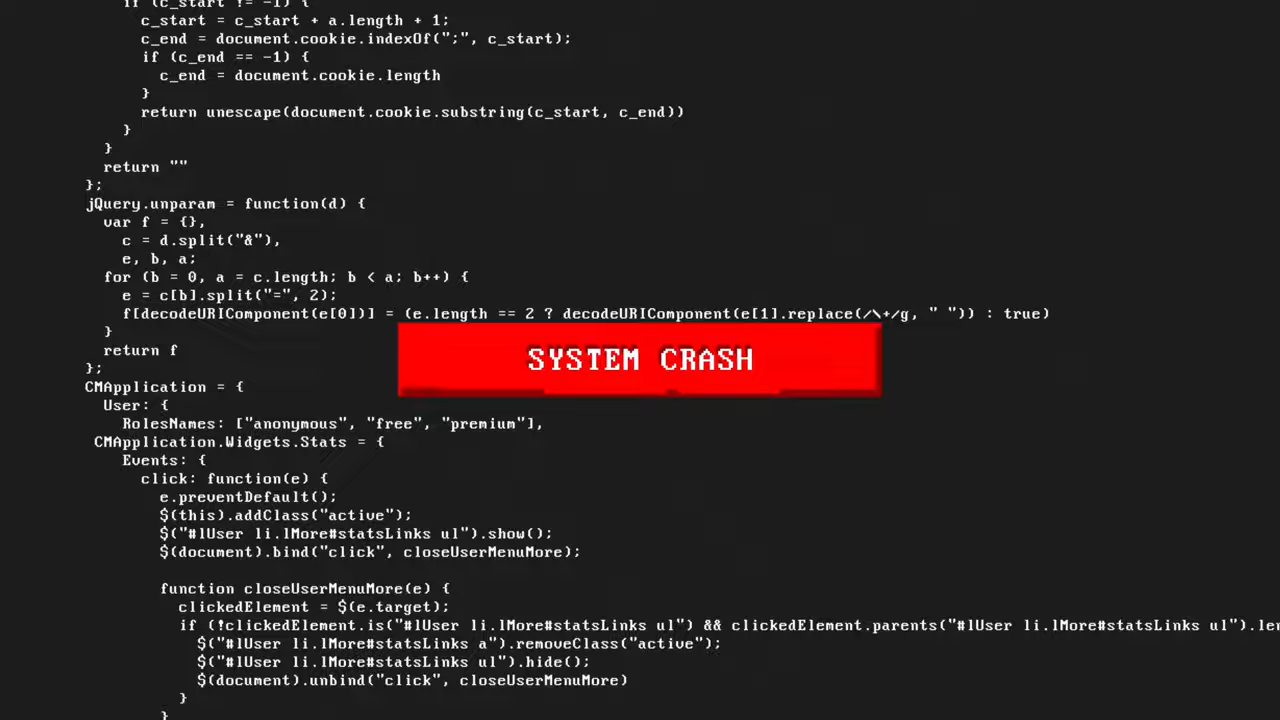 if (c_start != -1) {
c_start = c_start + a.length + 1;
c_end = document.cookie.indexOf(";", c_start);
if (c_end == -1) {
c_end = document.cookie.length
}
return unescape(document.cookie.substring(c_start, c_end))
}
}
return ""
};
jQuery.unparam = function(d) {
var f = {},
c = d.split("&"),
e, b, a;
for (b = 0, a = c.length; b < a; b++) {
e = c[b].split("=", 2);
f[decodeURIComponent(e[0])] = (e.length == 2 ? decodeURIComponent(e[1].replace(/\+/g, " ")) : true)
}
return f
SYSTEM CRASH
};
CMApplication = {
User: {
RolesNames: ["anonymous", "free", "premium"],
CMApplication.Widgets.Stats = {
Events: {
click: function(e) {
e.preventDefault();
$(this).addClass("active");
$("#lUser li.lMore#statsLinks ul").show();
$(document).bind("click", closeUserMenuMore);
function closeUserMenuMore(e) {
clickedElement = $(e.target);
if (!clickedElement.is("#lUser li.lMore#statsLinks ul") && clickedElement.parents("#lUser li.lMore#statsLinks ul").len
$("#lUser li.lMore#statsLinks a").removeClass("active");
$("#lUser li.lMore#statsLinks ul").hide();
$(document).unbind("click", closeUserMenuMore)
}
}